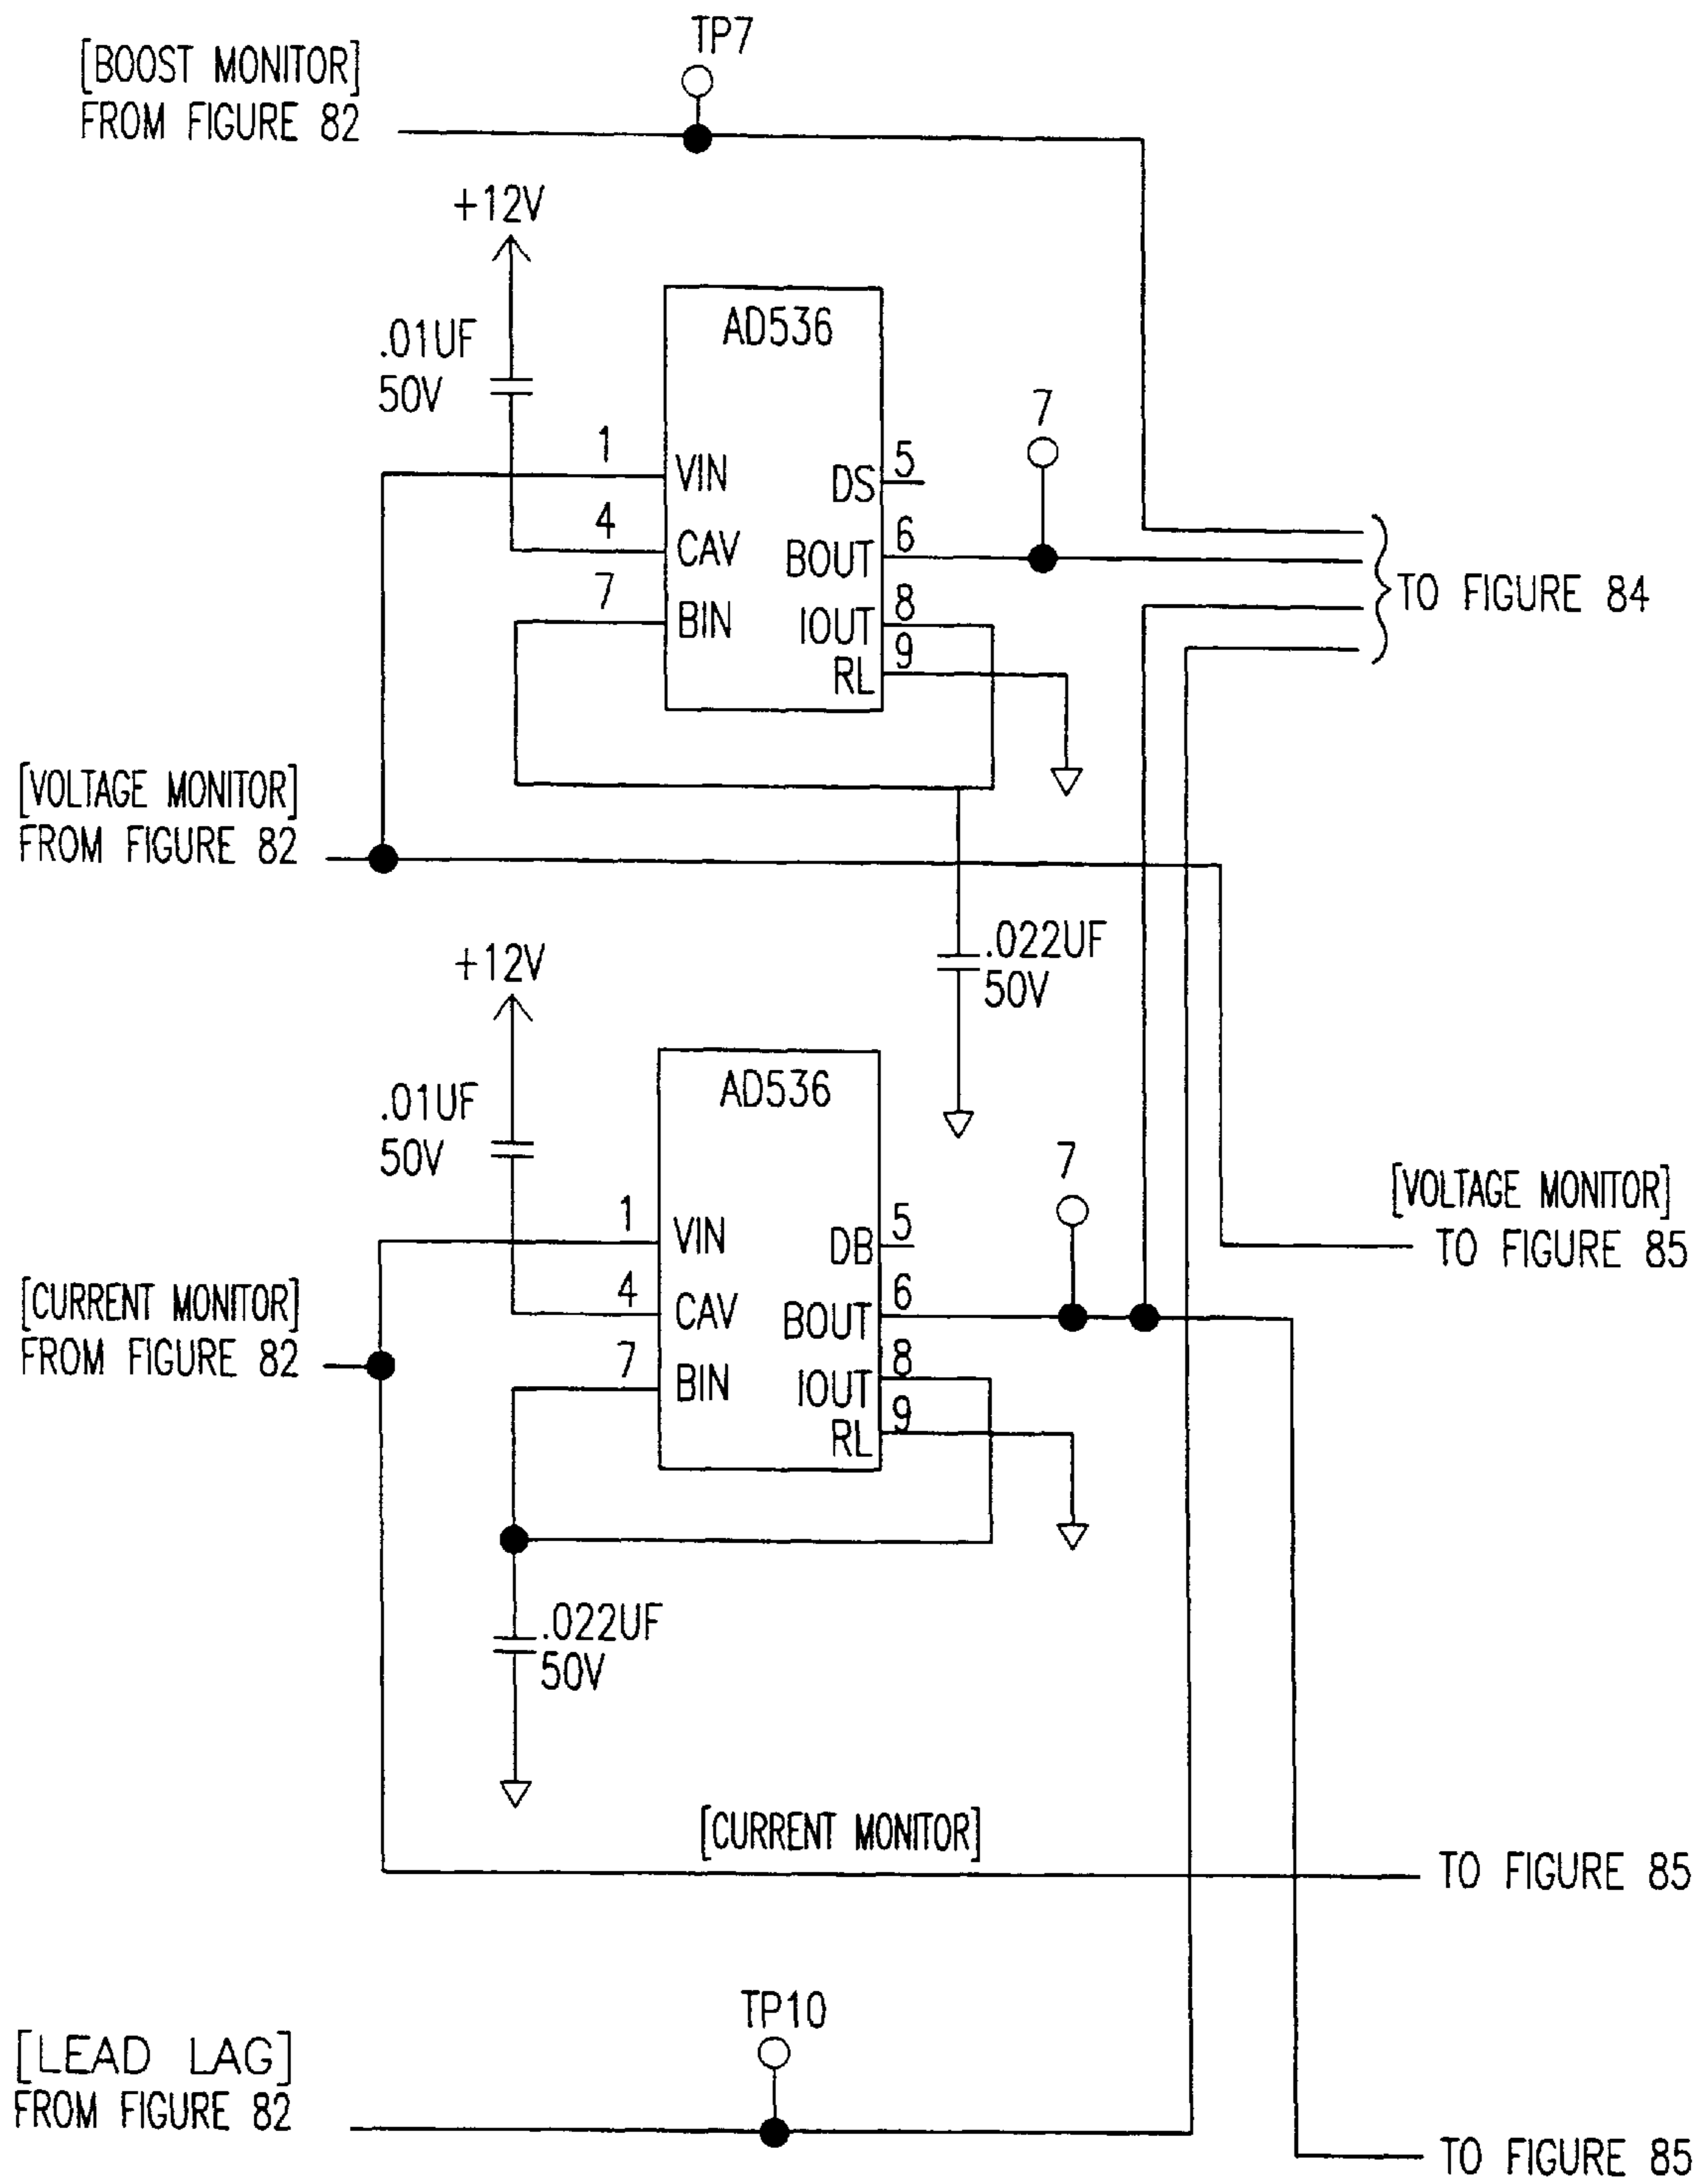 TP7
[BOOST MONITOR]
FROM FIGURE 82
+12V
AD536
.01UF
50V
7
1
VIN
DS
5
4
CAV
BOUT
6
7
BIN
IOUT
8
RL
9
TO FIGURE 84
[VOLTAGE MONITOR]
FROM FIGURE 82
.022UF
50V
+12V
AD536
.01UF
50V
7
1
VIN
DB
5
4
CAV
BOUT
6
7
BIN
IOUT
8
RL
9
[VOLTAGE MONITOR]
TO FIGURE 85
[CURRENT MONITOR]
FROM FIGURE 82
.022UF
50V
[CURRENT MONITOR]
TO FIGURE 85
TP10
[LEAD LAG]
FROM FIGURE 82
TO FIGURE 85